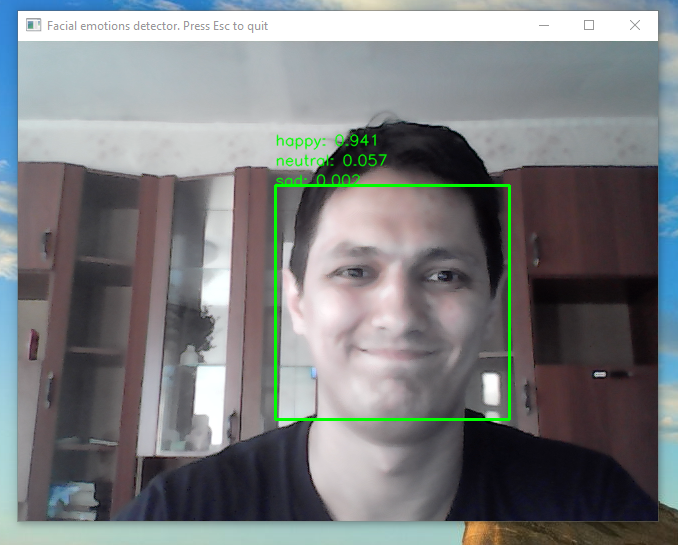 Facial emotions detector. Press Esc to quit
happy: 0.941
neutral: 0.057
sad: 0.002